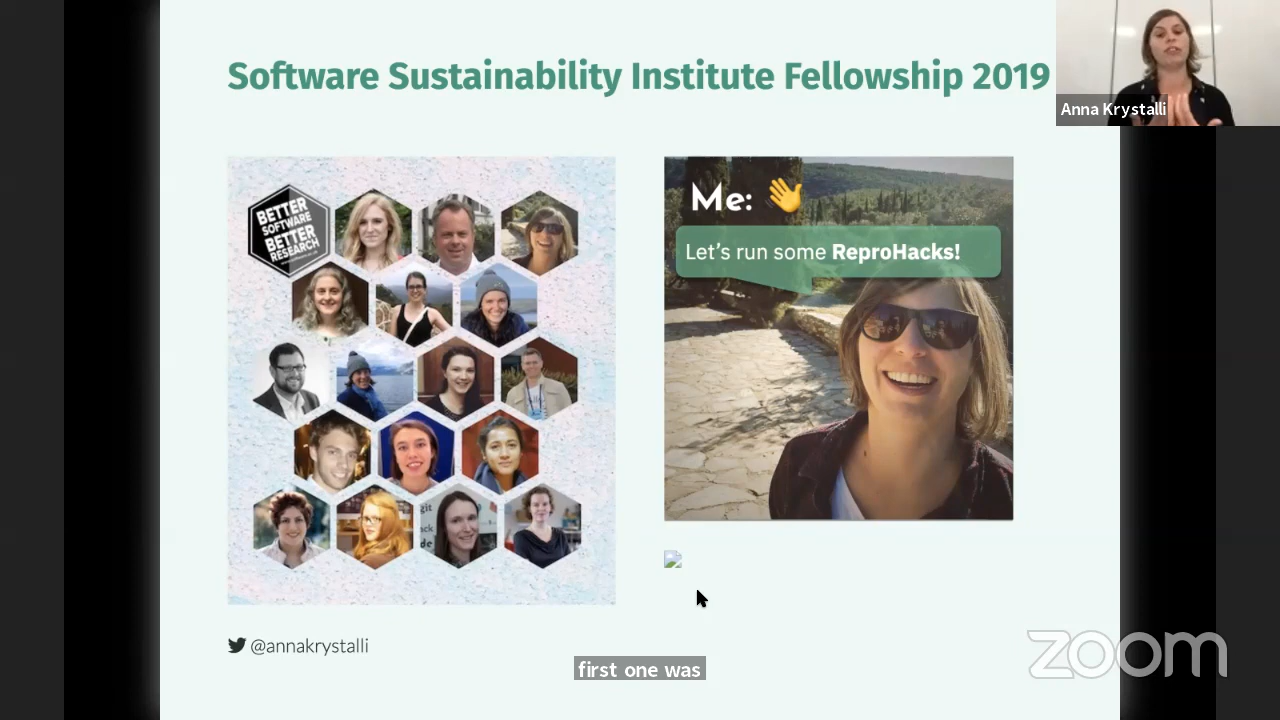 Software Sustainability Institute Fellowship 2019
Anna Krystalli
BETTER
SOFTWARE
BETTER
RESEARCH
Me: 👋
Let's run some ReproHacks!
git
@annakrystalli
first one was
zoom